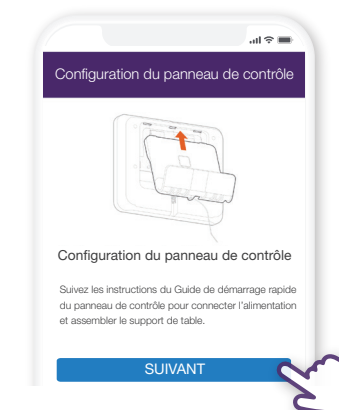 Configuration du panneau de contrôle
Configuration du panneau de contrôle
Suivez les instructions du Guide de démarrage rapide
du panneau de contrôle pour connecter l'alimentation
et assembler le support de table.
SUIVANT